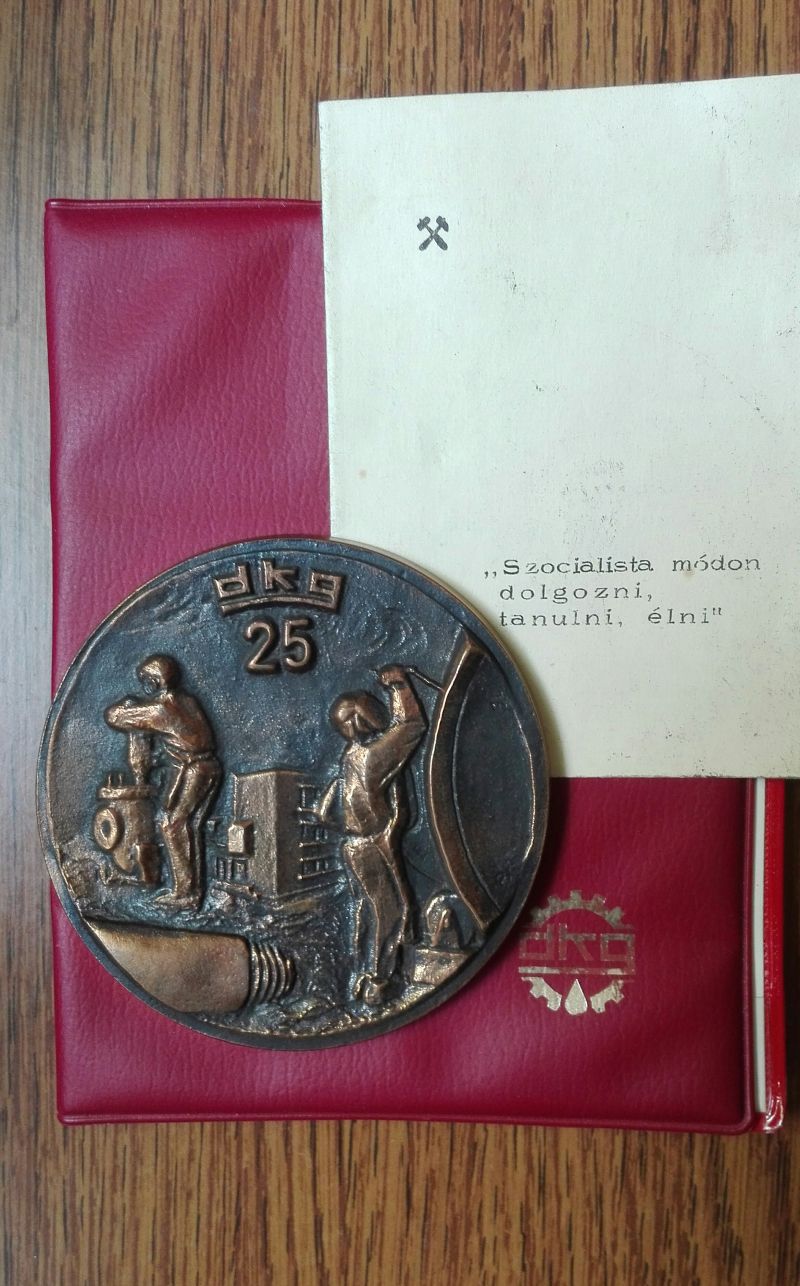 „Szocialista módon
dolgozni,
tanulni, élni"
dkg
25
dkg